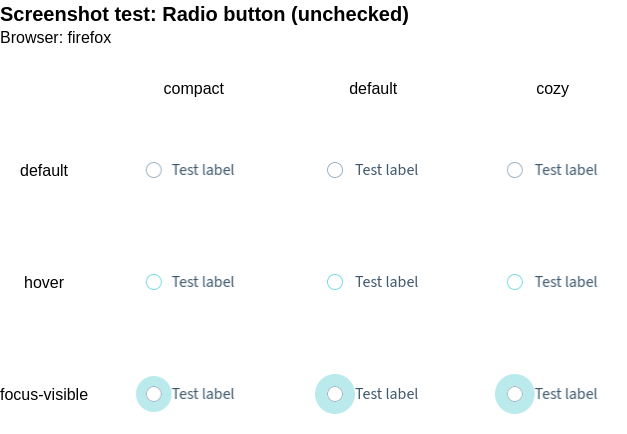 Screenshot test: Radio button (unchecked)
Browser: firefox
compact default cozy
default Test label Test label Test label
hover Test label Test label Test label
focus-visible Test label Test label Test label